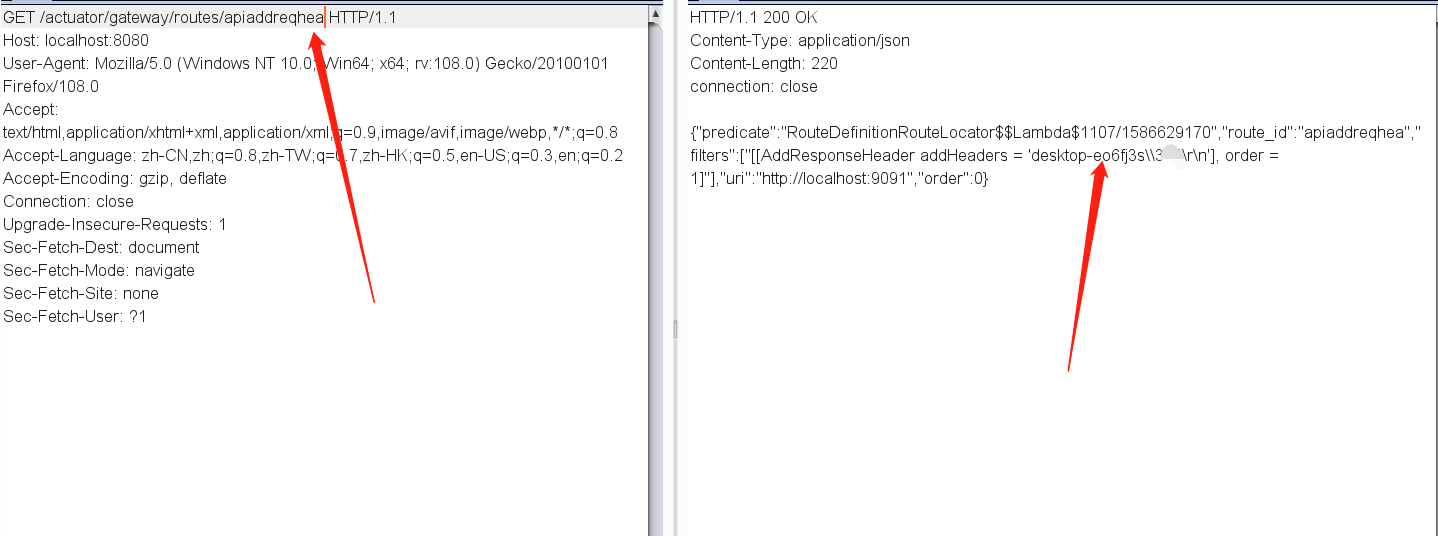 GET /actuator/gateway/routes/apiaddreqhea HTTP/1.1
Host: localhost:8080
User-Agent: Mozilla/5.0 (Windows NT 10.0; Win64; x64; rv:108.0) Gecko/20100101
Firefox/108.0
Accept:
text/html,application/xhtml+xml,application/xml;q=0.9,image/avif,image/webp,*/*;q=0.8
Accept-Language: zh-CN,zh;q=0.8,zh-TW;q=0.7,zh-HK;q=0.5,en-US;q=0.3,en;q=0.2
Accept-Encoding: gzip, deflate
Connection: close
Upgrade-Insecure-Requests: 1
Sec-Fetch-Dest: document
Sec-Fetch-Mode: navigate
Sec-Fetch-Site: none
Sec-Fetch-User: ?1
HTTP/1.1 200 OK
Content-Type: application/json
Content-Length: 220
connection: close
{"predicate":"RouteDefinitionRouteLocator$$Lambda$1107/1586629170","route_id":"apiaddreqhea","
filters":["[[AddResponseHeader addHeaders = 'desktop-eo6fj3s\\3 \r\n'], order =
1]"],"uri":"http://localhost:9091","order":0}